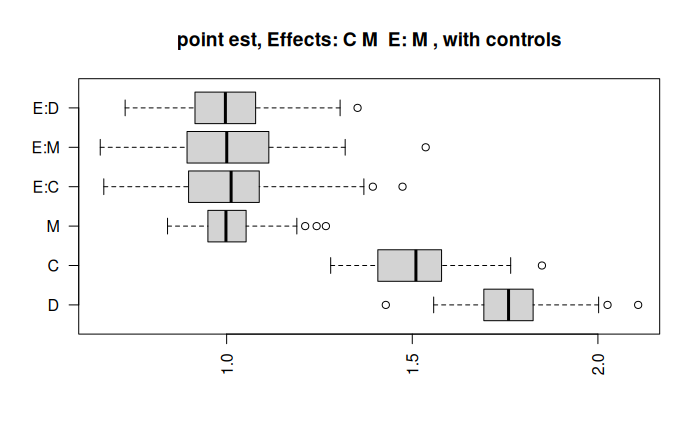 point est, Effects: C M  E: M , with controls
E:D
E:M
E:C
M
C
D
1.0
1.5
2.0